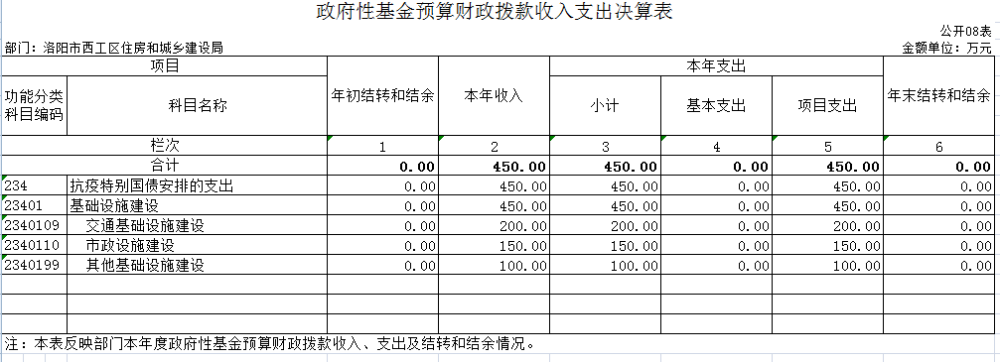 政府性基金预算财政拨款收入支出决算表
公开08表
部门：洛阳市西工区住房和城乡建设局 金额单位：万元
项目 年初结转和结余 本年收入 本年支出 年末结转和结余
功能分类科目编码 科目名称 小计 基本支出 项目支出
栏次 1 2 3 4 5 6
合计 0.00 450.00 450.00 0.00 450.00 0.00
234 抗疫特别国债安排的支出 0.00 450.00 450.00 0.00 450.00 0.00
23401 基础设施建设 0.00 450.00 450.00 0.00 450.00 0.00
2340109 交通基础设施建设 0.00 200.00 200.00 0.00 200.00 0.00
2340110 市政设施建设 0.00 150.00 150.00 0.00 150.00 0.00
2340199 其他基础设施建设 0.00 100.00 100.00 0.00 100.00 0.00
注：本表反映部门本年度政府性基金预算财政拨款收入、支出及结转和结余情况。